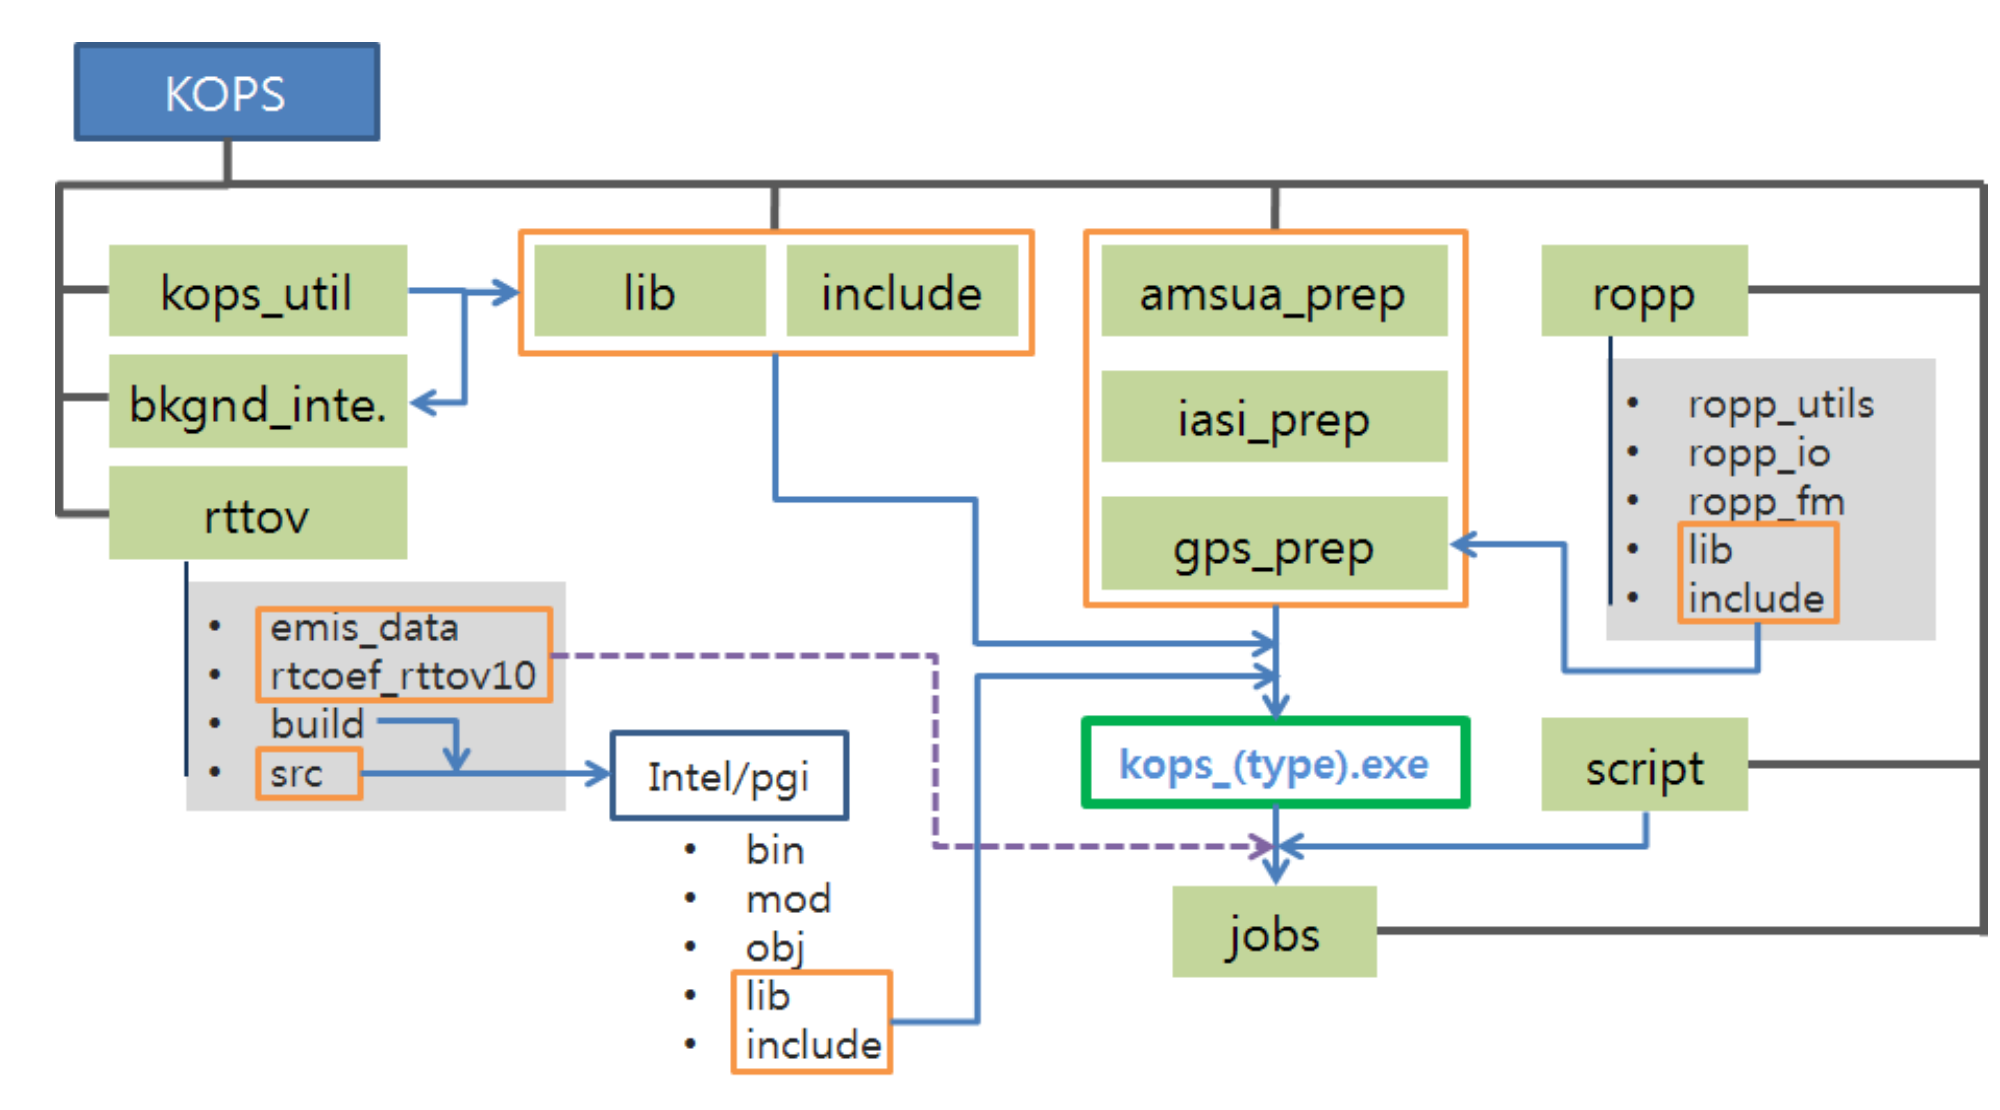 KOPS
kops_util
lib
include
amsua_prep
ropp
bkgnd_inte.
iasi_prep
rttov
gps_prep
• ropp_utils
• ropp_io
• ropp_fm
• lib
• include
• emis_data
• rtcoef_rttov10
• build
• src
Intel/pgi
• bin
• mod
• obj
• lib
• include
kops_(type).exe
script
jobs